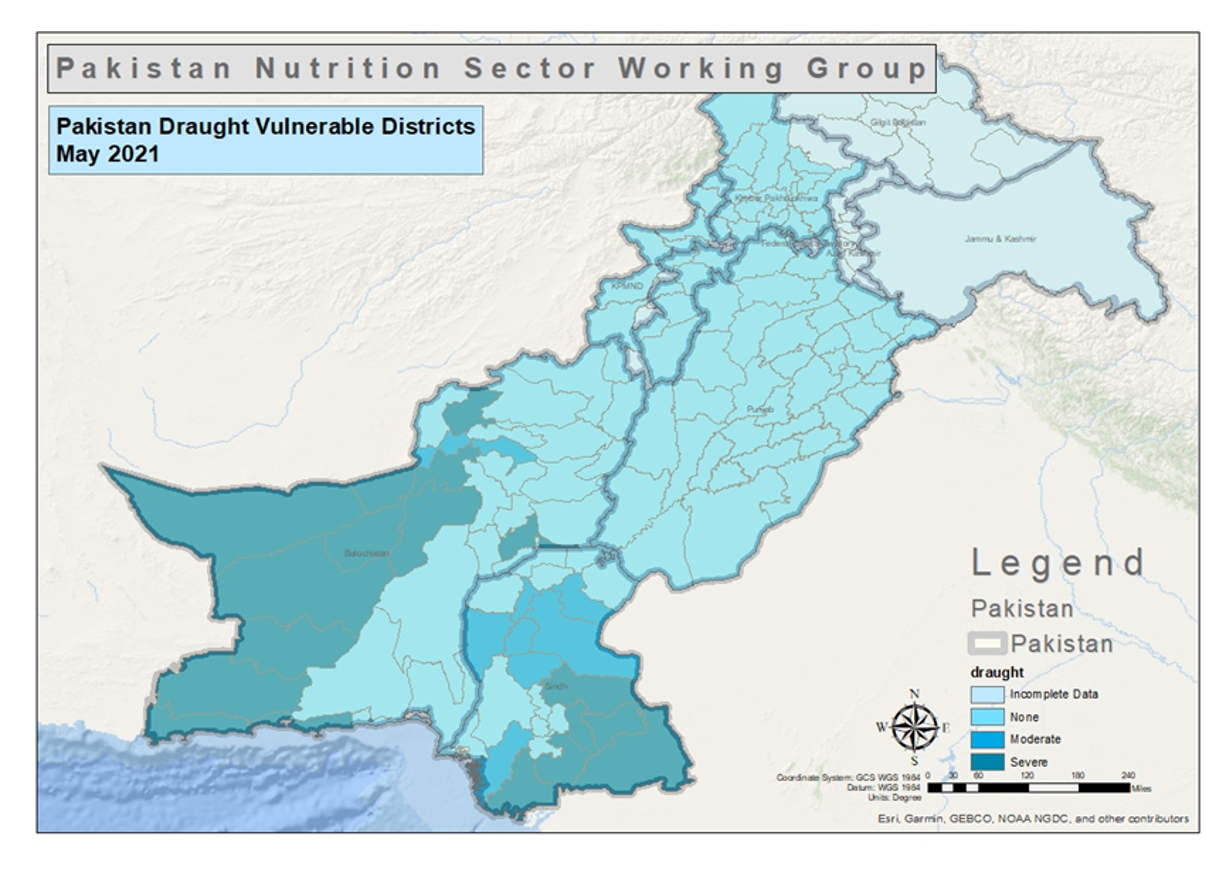 Pakistan Nutrition Sector Working Group
Pakistan Draught Vulnerable Districts
May 2021
Gilgit Baltistan
Khyber Pakhtunkhwa
Jammu & Kashmir
KPMND
Punjab
Balochistan
Sindh
Legend
Pakistan
Pakistan
draught
Incomplete Data
None
Moderate
Severe
N
W E
S
Coordinate System: GCS WGS 1984
Datum: WGS 1984
Units: Degree
0 30 60 120 180 240
Miles
Esri, Garmin, GEBCO, NOAA NGDC, and other contributors